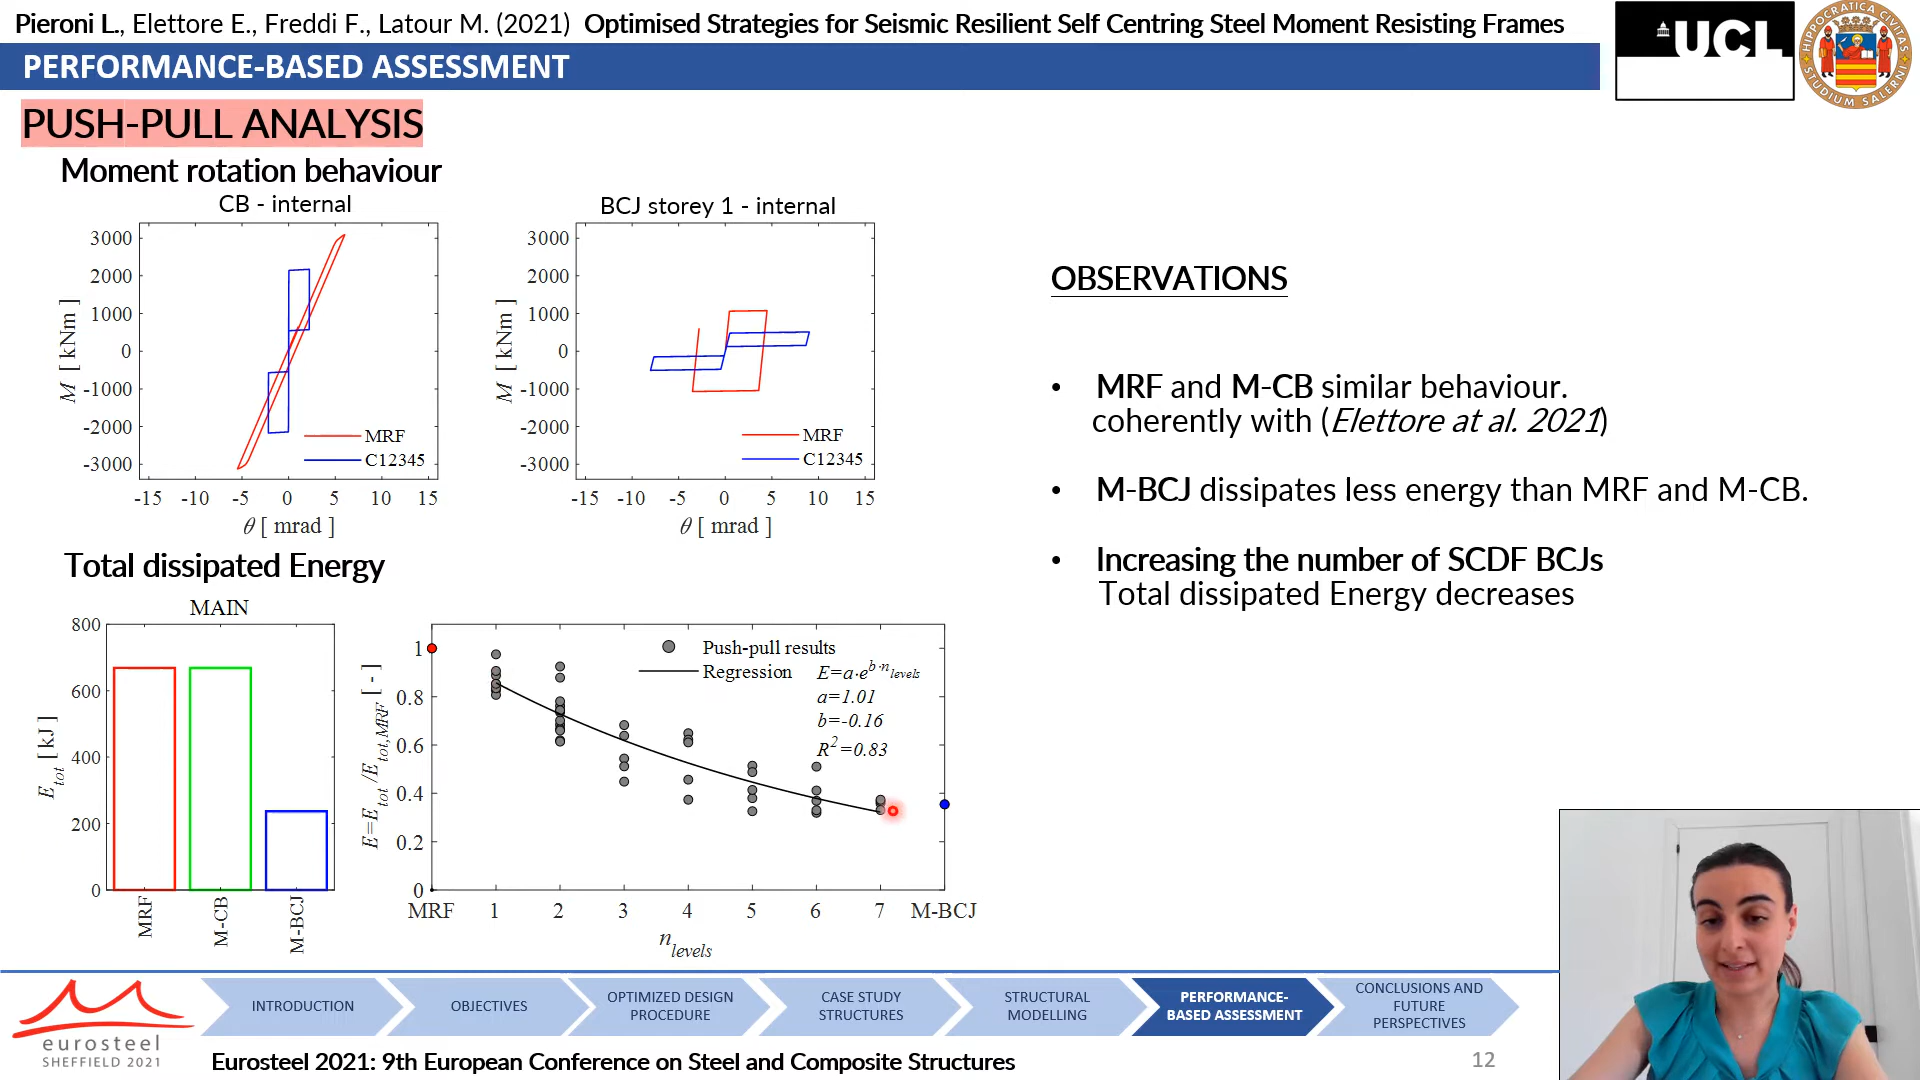 Pieroni L., Elettore E., Freddi F., Latour M. (2021) Optimised Strategies for Seismic Resilient Self Centring Steel Moment Resisting Frames
UCL
HIPPOCRATICA CIVITAS STUDIUM SALERNI
PERFORMANCE-BASED ASSESSMENT
PUSH-PULL ANALYSIS
Moment rotation behaviour
CB - internal
3000
2000
1000
0
-1000
-2000
-3000
M [ kNm ]
MRF
C12345
-15 -10 -5 0 5 10 15
θ [ mrad ]
BCJ storey 1 - internal
3000
2000
1000
0
-1000
-2000
-3000
M [ kNm ]
MRF
C12345
-15 -10 -5 0 5 10 15
θ [ mrad ]
Total dissipated Energy
MAIN
800
600
400
200
0
E_tot [ kJ ]
MRF
M-CB
M-BCJ
1
0.8
0.6
0.4
0.2
0
E=E_tot /E_tot,MRF [ - ]
Push-pull results
Regression E=a·e^b·n_levels
a=1.01
b=-0.16
R²=0.83
MRF 1 2 3 4 5 6 7 M-BCJ
n_levels
OBSERVATIONS
• MRF and M-CB similar behaviour.
coherently with (Elettore at al. 2021)
• M-BCJ dissipates less energy than MRF and M-CB.
• Increasing the number of SCDF BCJs
Total dissipated Energy decreases
eurosteel
SHEFFIELD 2021
INTRODUCTION
OBJECTIVES
OPTIMIZED DESIGN
PROCEDURE
CASE STUDY
STRUCTURES
STRUCTURAL
MODELLING
PERFORMANCE-
BASED ASSESSMENT
CONCLUSIONS AND
FUTURE
PERSPECTIVES
Eurosteel 2021: 9th European Conference on Steel and Composite Structures
12